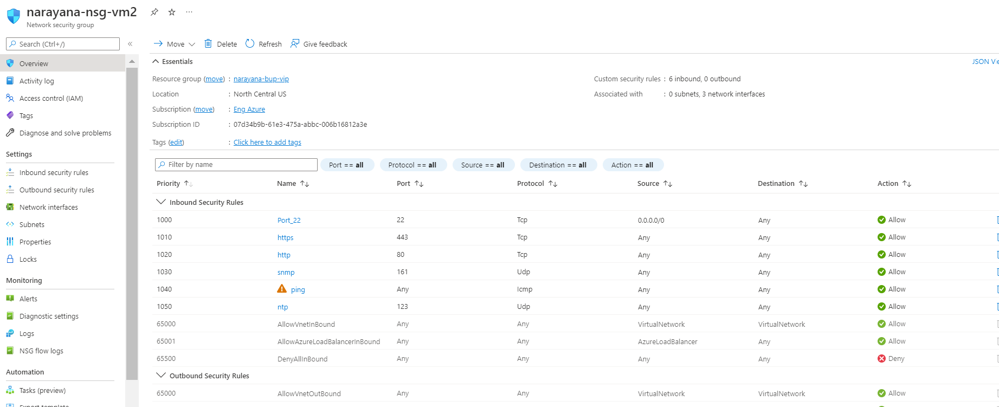 narayana-nsg-vm2
Network security group
Search (Ctrl+/)
«
Overview
Activity log
Access control (IAM)
Tags
Diagnose and solve problems
Settings
Inbound security rules
Outbound security rules
Network interfaces
Subnets
Properties
Locks
Monitoring
Alerts
Diagnostic settings
Logs
NSG flow logs
Automation
Tasks (preview)
Export template
Move Delete Refresh Give feedback
Essentials JSON Vie
Resource group (move) : narayana-bup-vip
Location : North Central US
Subscription (move) : Eng Azure
Subscription ID : 07d34b9b-61e3-475a-abbc-006b16812a3e
Tags (edit) : Click here to add tags
Custom security rules : 6 inbound, 0 outbound
Associated with : 0 subnets, 3 network interfaces
Filter by name Port == all Protocol == all Source == all Destination == all Action == all
Priority ↑↓ Name ↑↓ Port ↑↓ Protocol ↑↓ Source ↑↓ Destination ↑↓ Action ↑↓
Inbound Security Rules
1000 Port_22 22 Tcp 0.0.0.0/0 Any Allow
1010 https 443 Tcp Any Any Allow
1020 http 80 Tcp Any Any Allow
1030 snmp 161 Udp Any Any Allow
1040 ping Any Icmp Any Any Allow
1050 ntp 123 Udp Any Any Allow
65000 AllowVnetInBound Any Any VirtualNetwork VirtualNetwork Allow
65001 AllowAzureLoadBalancerInBound Any Any AzureLoadBalancer Any Allow
65500 DenyAllInBound Any Any Any Any Deny
Outbound Security Rules
65000 AllowVnetOutBound Any Any VirtualNetwork VirtualNetwork Allow